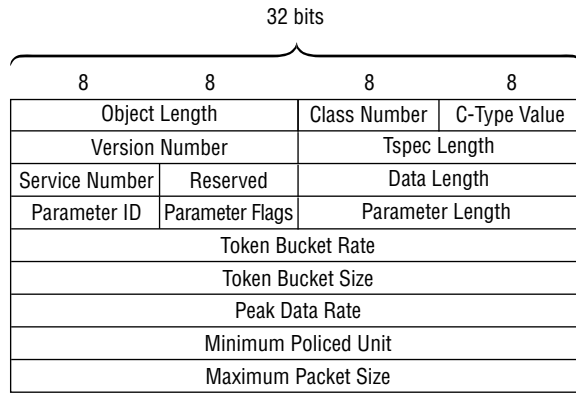 32 bits
8 8 8 8
Object Length Class Number C-Type Value
Version Number Tspec Length
Service Number Reserved Data Length
Parameter ID Parameter Flags Parameter Length
Token Bucket Rate
Token Bucket Size
Peak Data Rate
Minimum Policed Unit
Maximum Packet Size